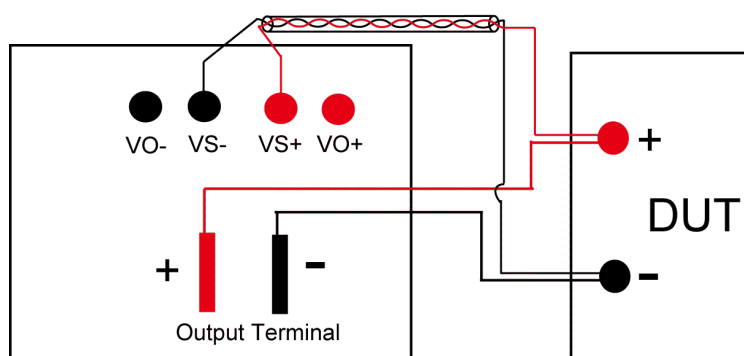 VO- VS- VS+ VO+
+
DUT
-
+ -
Output Terminal